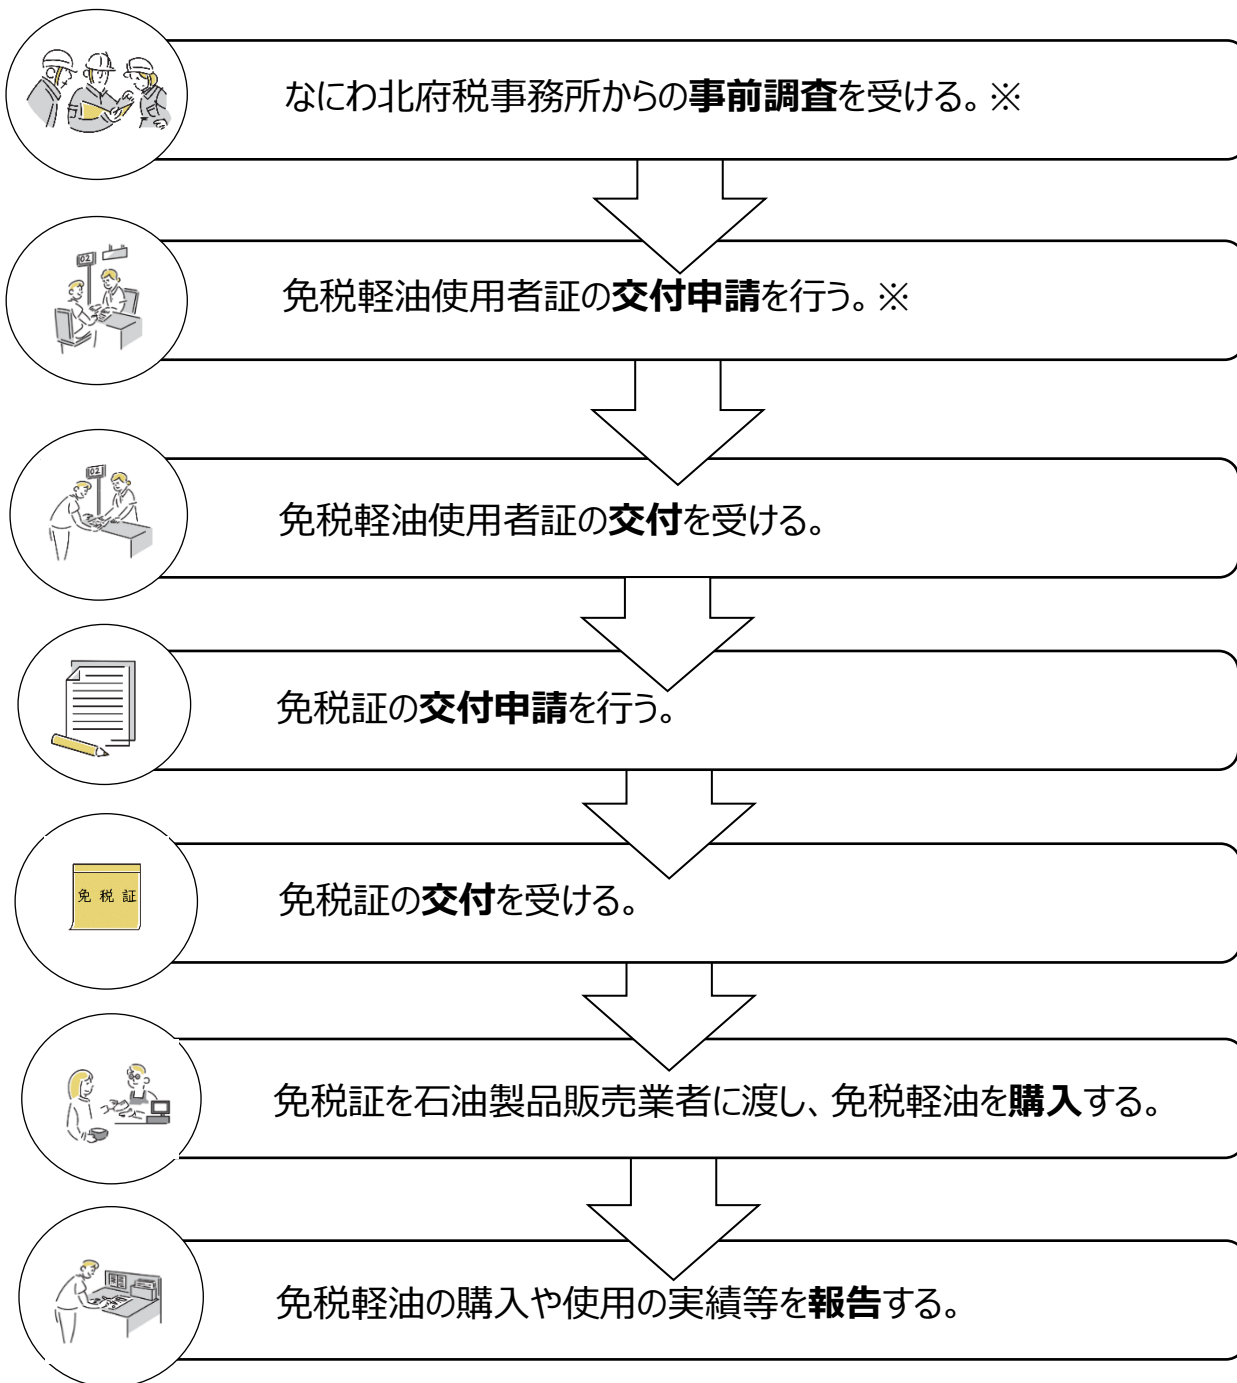 なにわ北府税事務所からの事前調査を受ける。※
02
免税軽油使用者証の交付申請を行う。※
02
免税軽油使用者証の交付を受ける。
免税証の交付申請を行う。
免税証
免税証の交付を受ける。
免税証を石油製品販売業者に渡し、免税軽油を購入する。
免税軽油の購入や使用の実績等を報告する。